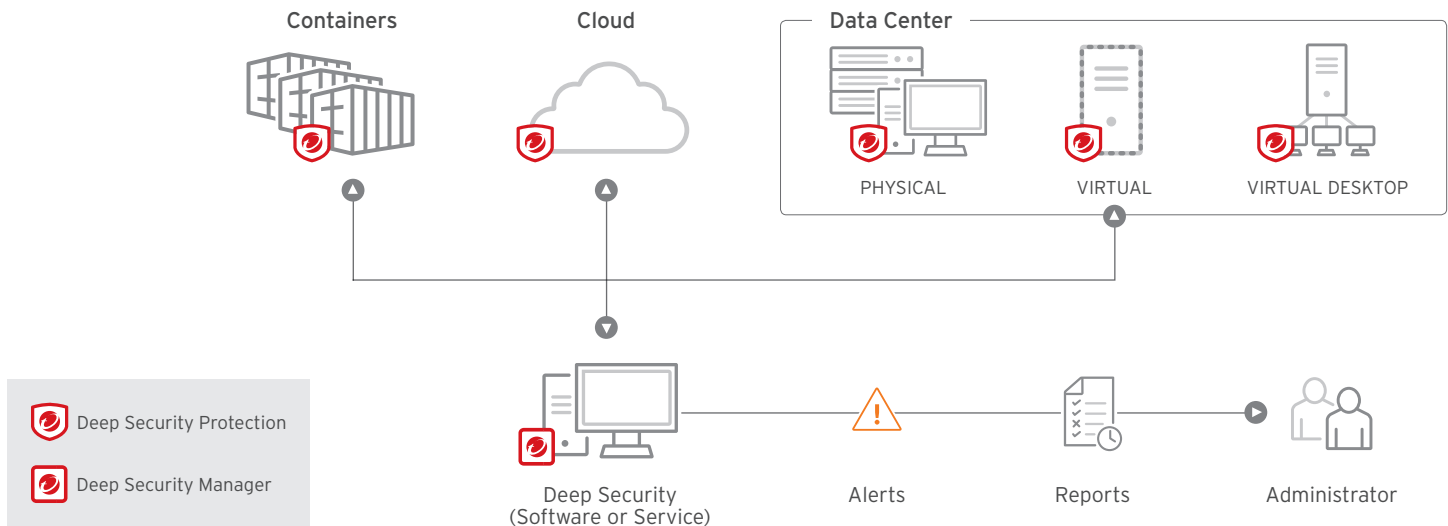 Containers
Cloud
Data Center
PHYSICAL
VIRTUAL
VIRTUAL DESKTOP
Deep Security Protection
Deep Security Manager
Deep Security
(Software or Service)
Alerts
Reports
Administrator